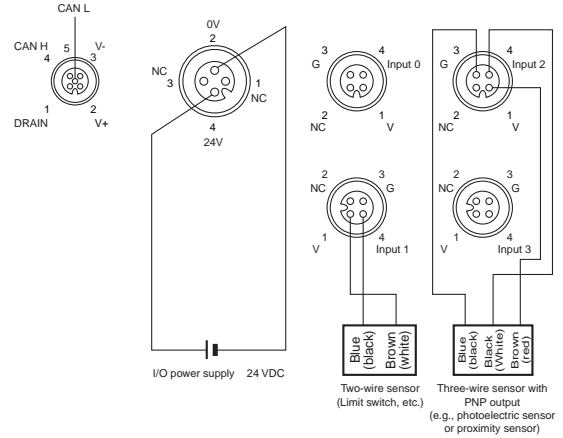 CAN L
CAN H
4
5
V-
3
1
DRAIN
2
V+
0V
2
NC
3
1
NC
4
24V
I/O power supply 24 VDC
3
G
4
Input 0
2
NC
1
V
3
G
4
Input 2
2
NC
1
V
2
NC
3
G
1
V
4
Input 1
2
NC
3
G
1
V
4
Input 3
Blue
(black)
Brown
(white)
Blue
(black)
Black
(White)
Brown
(red)
Two-wire sensor
(Limit switch, etc.)
Three-wire sensor with
PNP output
(e.g., photoelectric sensor
or proximity sensor)